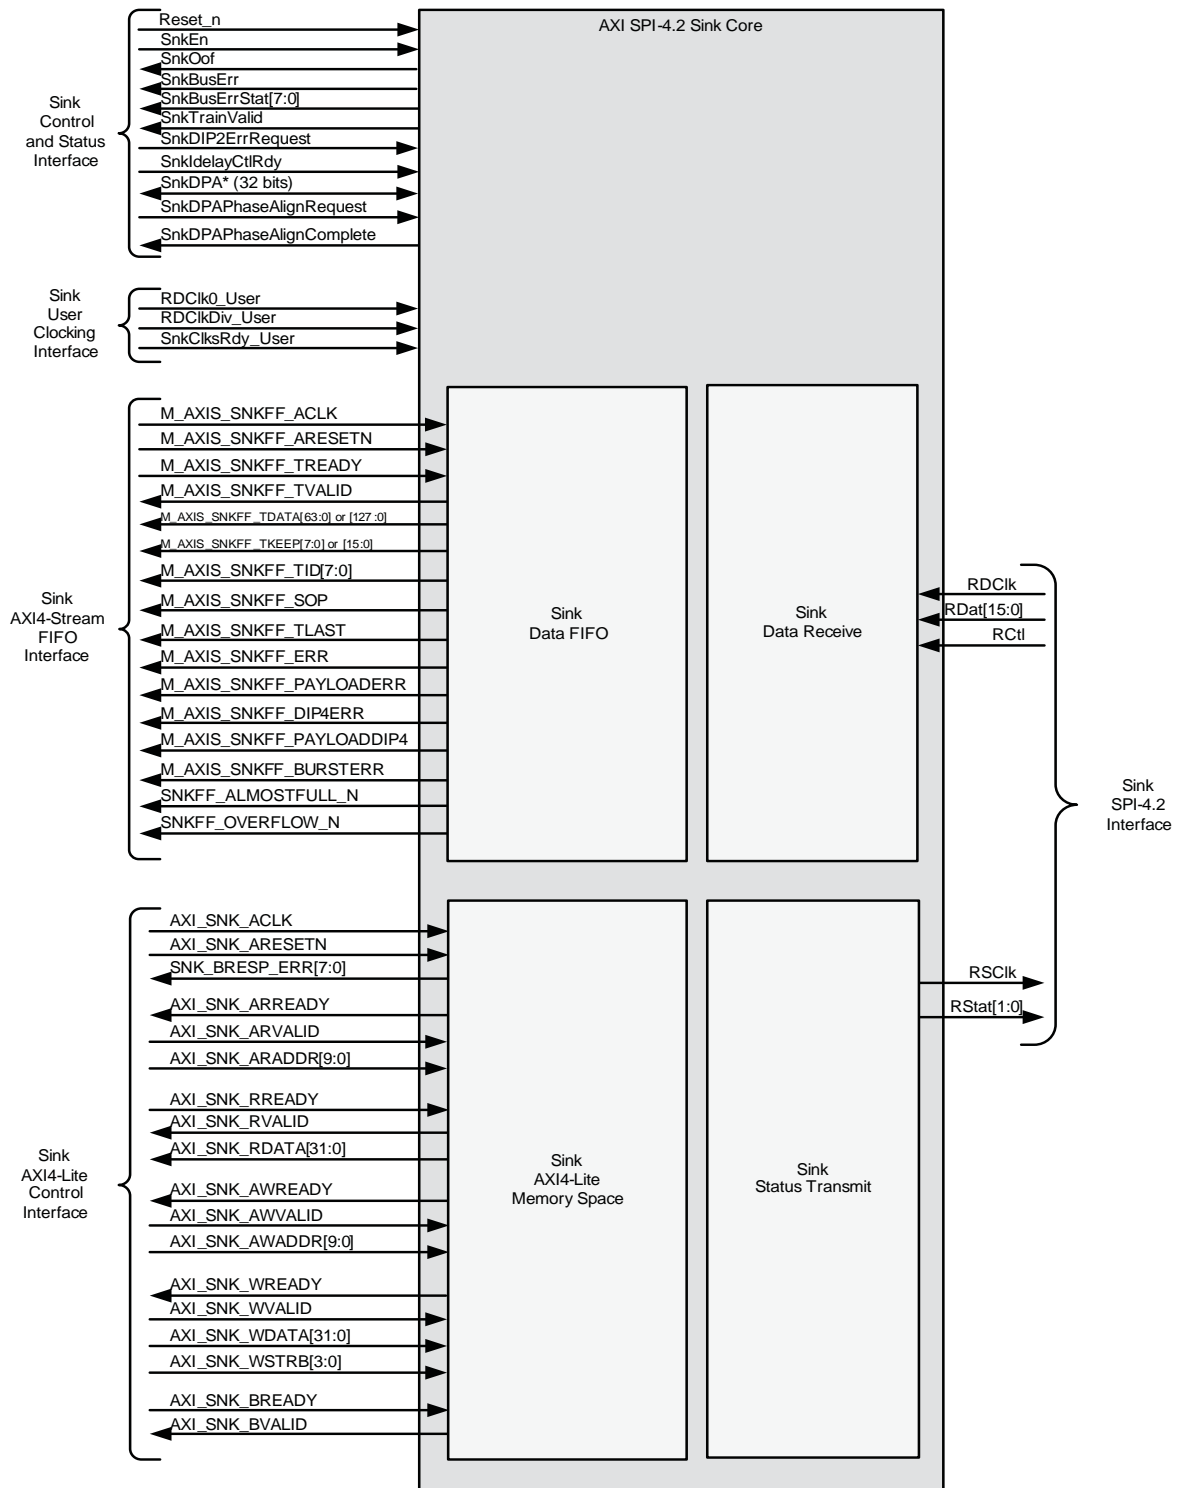 AXI SPI-4.2 Sink Core
Sink
Control
and Status
Interface
Reset_n
SnkEn
SnkOof
SnkBusErr
SnkBusErrStat[7:0]
SnkTrainValid
SnkDIP2ErrRequest
SnkIdelayCtlRdy
SnkDPA* (32 bits)
SnkDPAPhaseAlignRequest
SnkDPAPhaseAlignComplete
Sink
User
Clocking
Interface
RDClk0_User
RDClkDiv_User
SnkClksRdy_User
Sink
AXI4-Stream
FIFO
Interface
M_AXIS_SNKFF_ACLK
M_AXIS_SNKFF_ARESETN
M_AXIS_SNKFF_TREADY
M_AXIS_SNKFF_TVALID
M_AXIS_SNKFF_TDATA[63:0] or [127:0]
M_AXIS_SNKFF_TKEEP[7:0] or [15:0]
M_AXIS_SNKFF_TID[7:0]
M_AXIS_SNKFF_SOP
M_AXIS_SNKFF_TLAST
M_AXIS_SNKFF_ERR
M_AXIS_SNKFF_PAYLOADERR
M_AXIS_SNKFF_DIP4ERR
M_AXIS_SNKFF_PAYLOADDIP4
M_AXIS_SNKFF_BURSTERR
SNKFF_ALMOSTFULL_N
SNKFF_OVERFLOW_N
Sink
Data FIFO
Sink
Data Receive
RDClk
RDat[15:0]
RCtl
Sink
SPI-4.2
Interface
Sink
AXI4-Lite
Control
Interface
AXI_SNK_ACLK
AXI_SNK_ARESETN
SNK_BRESP_ERR[7:0]
AXI_SNK_ARREADY
AXI_SNK_ARVALID
AXI_SNK_ARADDR[9:0]
AXI_SNK_RREADY
AXI_SNK_RVALID
AXI_SNK_RDATA[31:0]
AXI_SNK_AWREADY
AXI_SNK_AWVALID
AXI_SNK_AWADDR[9:0]
AXI_SNK_WREADY
AXI_SNK_WVALID
AXI_SNK_WDATA[31:0]
AXI_SNK_WSTRB[3:0]
AXI_SNK_BREADY
AXI_SNK_BVALID
Sink
AXI4-Lite
Memory Space
Sink
Status Transmit
RSClk
RStat[1:0]